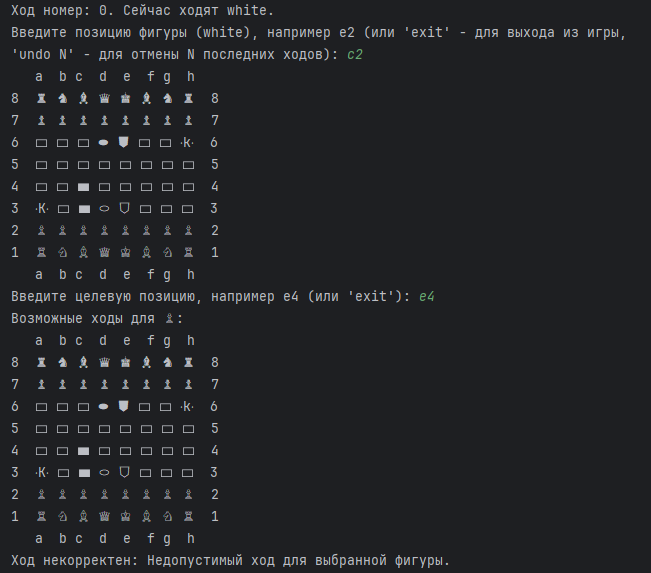 Ход номер: 0. Сейчас ходят white.
Введите позицию фигуры (white), например e2 (или 'exit' - для выхода из игры,
'undo N' - для отмены N последних ходов): c2
a b c d e f g h
8 ♜ ♞ ♝ ♛ ♚ ♝ ♞ ♜ 8
7 ♝ ♝ ♝ ♝ ♝ ♝ ♝ ♝ 7
6 ▭ ▭ ▭ ⬬ ⛊ ▭ ▭ ·k· 6
5 ▭ ▭ ▭ ▭ ▭ ▭ ▭ ▭ 5
4 ▭ ▭ ■ ▭ ▭ ▭ ▭ ▭ 4
3 ·K· ▭ ■ ⬭ ⛉ ▭ ▭ ▭ 3
2 ♙ ♙ ♙ ♙ ♙ ♙ ♙ ♙ 2
1 ♖ ♘ ♗ ♕ ♔ ♗ ♘ ♖ 1
a b c d e f g h
Введите целевую позицию, например e4 (или 'exit'): e4
Возможные ходы для ♙:
a b c d e f g h
8 ♜ ♞ ♝ ♛ ♚ ♝ ♞ ♜ 8
7 ♝ ♝ ♝ ♝ ♝ ♝ ♝ ♝ 7
6 ▭ ▭ ▭ ⬬ ⛊ ▭ ▭ ·k· 6
5 ▭ ▭ ▭ ▭ ▭ ▭ ▭ ▭ 5
4 ▭ ▭ ■ ▭ ▭ ▭ ▭ ▭ 4
3 ·K· ▭ ■ ⬭ ⛉ ▭ ▭ ▭ 3
2 ♙ ♙ ♙ ♙ ♙ ♙ ♙ ♙ 2
1 ♖ ♘ ♗ ♕ ♔ ♗ ♘ ♖ 1
a b c d e f g h
Ход некорректен: Недопустимый ход для выбранной фигуры.